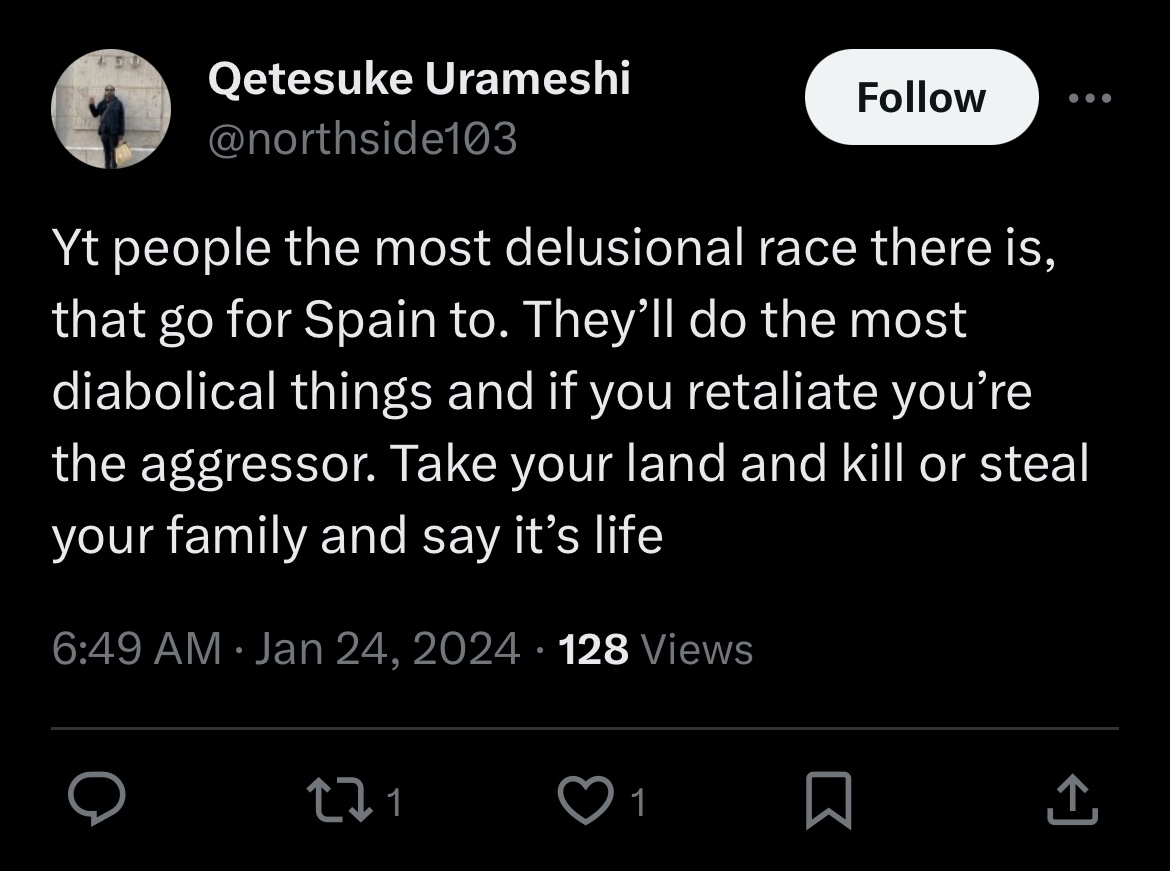 Qetesuke Urameshi
Follow
@northside103
Yt people the most delusional race there is,
that go for Spain to. They’ll do the most
diabolical things and if you retaliate you’re
the aggressor. Take your land and kill or steal
your family and say it’s life
6:49 AM · Jan 24, 2024 · 128 Views
1
1